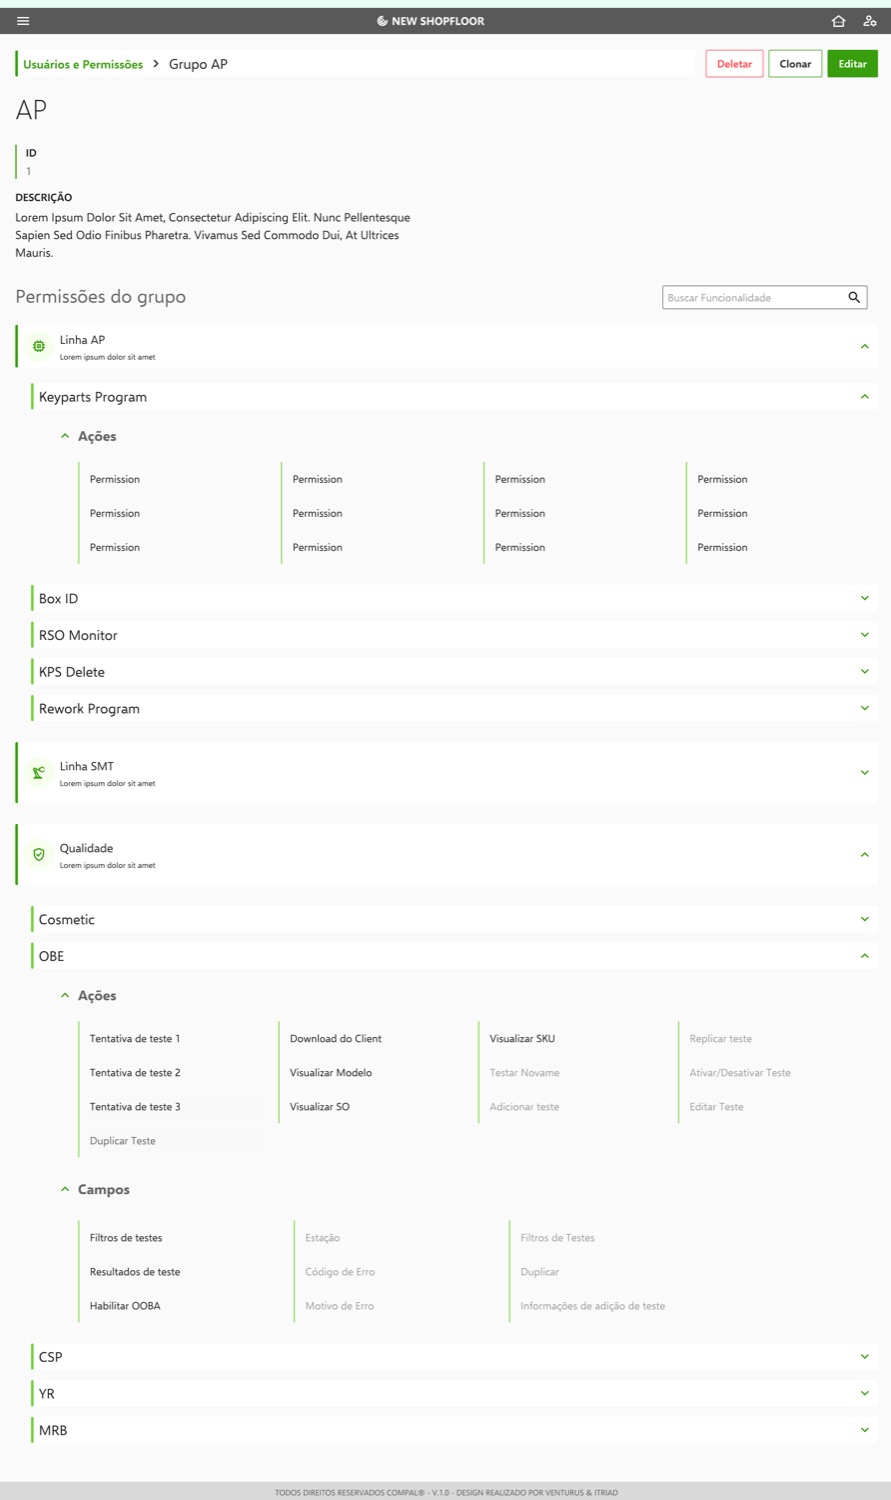 NEW SHOPFLOOR
Usuários e Permissões > Grupo AP
Deletar
Clonar
Editar
AP
ID
1
DESCRIÇÃO
Lorem Ipsum Dolor Sit Amet, Consectetur Adipiscing Elit. Nunc Pellentesque
Sapien Sed Odio Finibus Pharetra. Vivamus Sed Commodo Dui, At Ultrices
Mauris.
Permissões do grupo
Buscar Funcionalidade
Linha AP
Lorem ipsum dolor sit amet
Keyparts Program
Ações
Permission Permission Permission Permission
Permission Permission Permission Permission
Permission Permission Permission Permission
Box ID
RSO Monitor
KPS Delete
Rework Program
Linha SMT
Lorem ipsum dolor sit amet
Qualidade
Lorem ipsum dolor sit amet
Cosmetic
OBE
Ações
Tentativa de teste 1 Download do Client Visualizar SKU Replicar teste
Tentativa de teste 2 Visualizar Modelo Testar Novame Ativar/Desativar Teste
Tentativa de teste 3 Visualizar SO Adicionar teste Editar Teste
Duplicar Teste
Campos
Filtros de testes Estação Filtros de Testes
Resultados de teste Código de Erro Duplicar
Habilitar OOBA Motivo de Erro Informações de adição de teste
CSP
YR
MRB
TODOS DIREITOS RESERVADOS COMPAL® - V.1.0 - DESIGN REALIZADO POR VENTURUS & ITRIAD